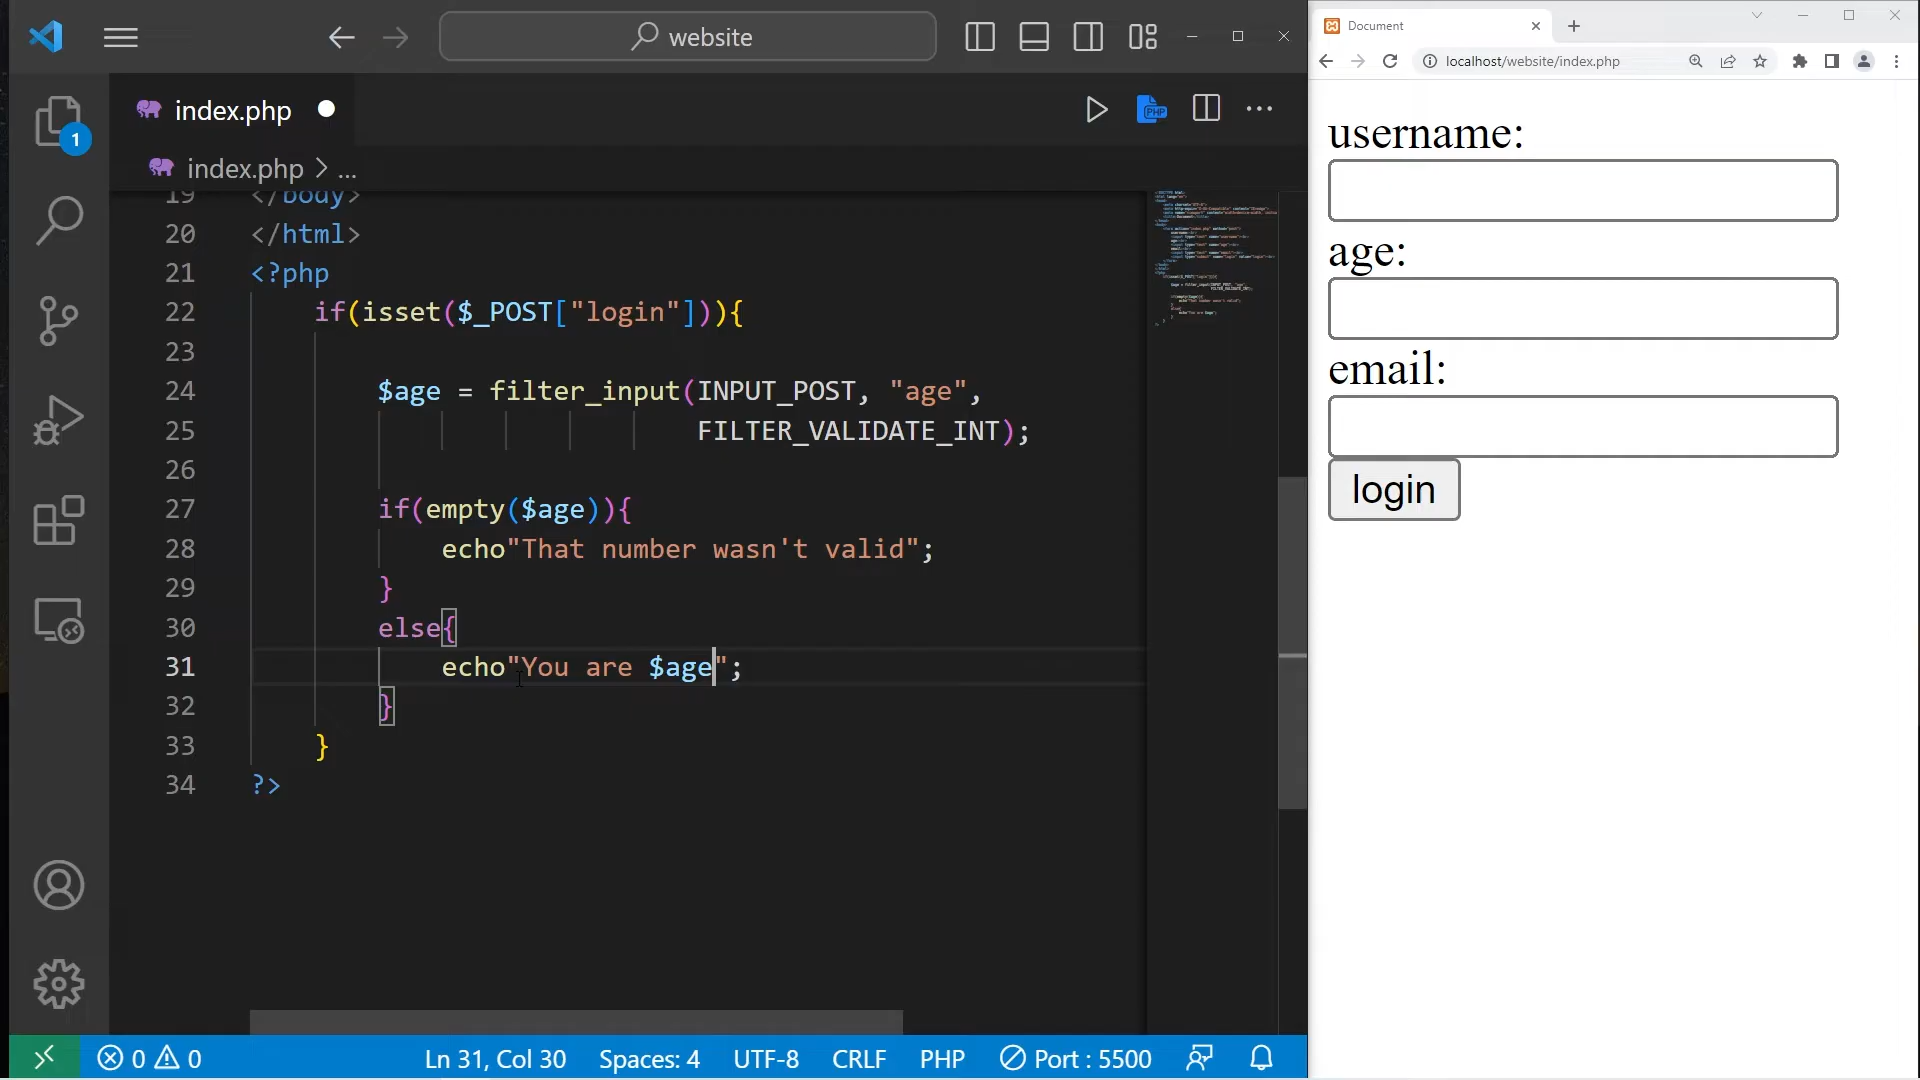 website
index.php
1
index.php > ...
19 </body>
20 </html>
21 <?php
22 if(isset($_POST["login"])){
23
24 $age = filter_input(INPUT_POST, "age",
25 FILTER_VALIDATE_INT);
26
27 if(empty($age)){
28 echo"That number wasn't valid";
29 }
30 else{
31 echo"You are $age";
32 }
33 }
34 ?>
0 0 Ln 31, Col 30 Spaces: 4 UTF-8 CRLF PHP Port : 5500
Document
localhost/website/index.php
username:
age:
email:
login